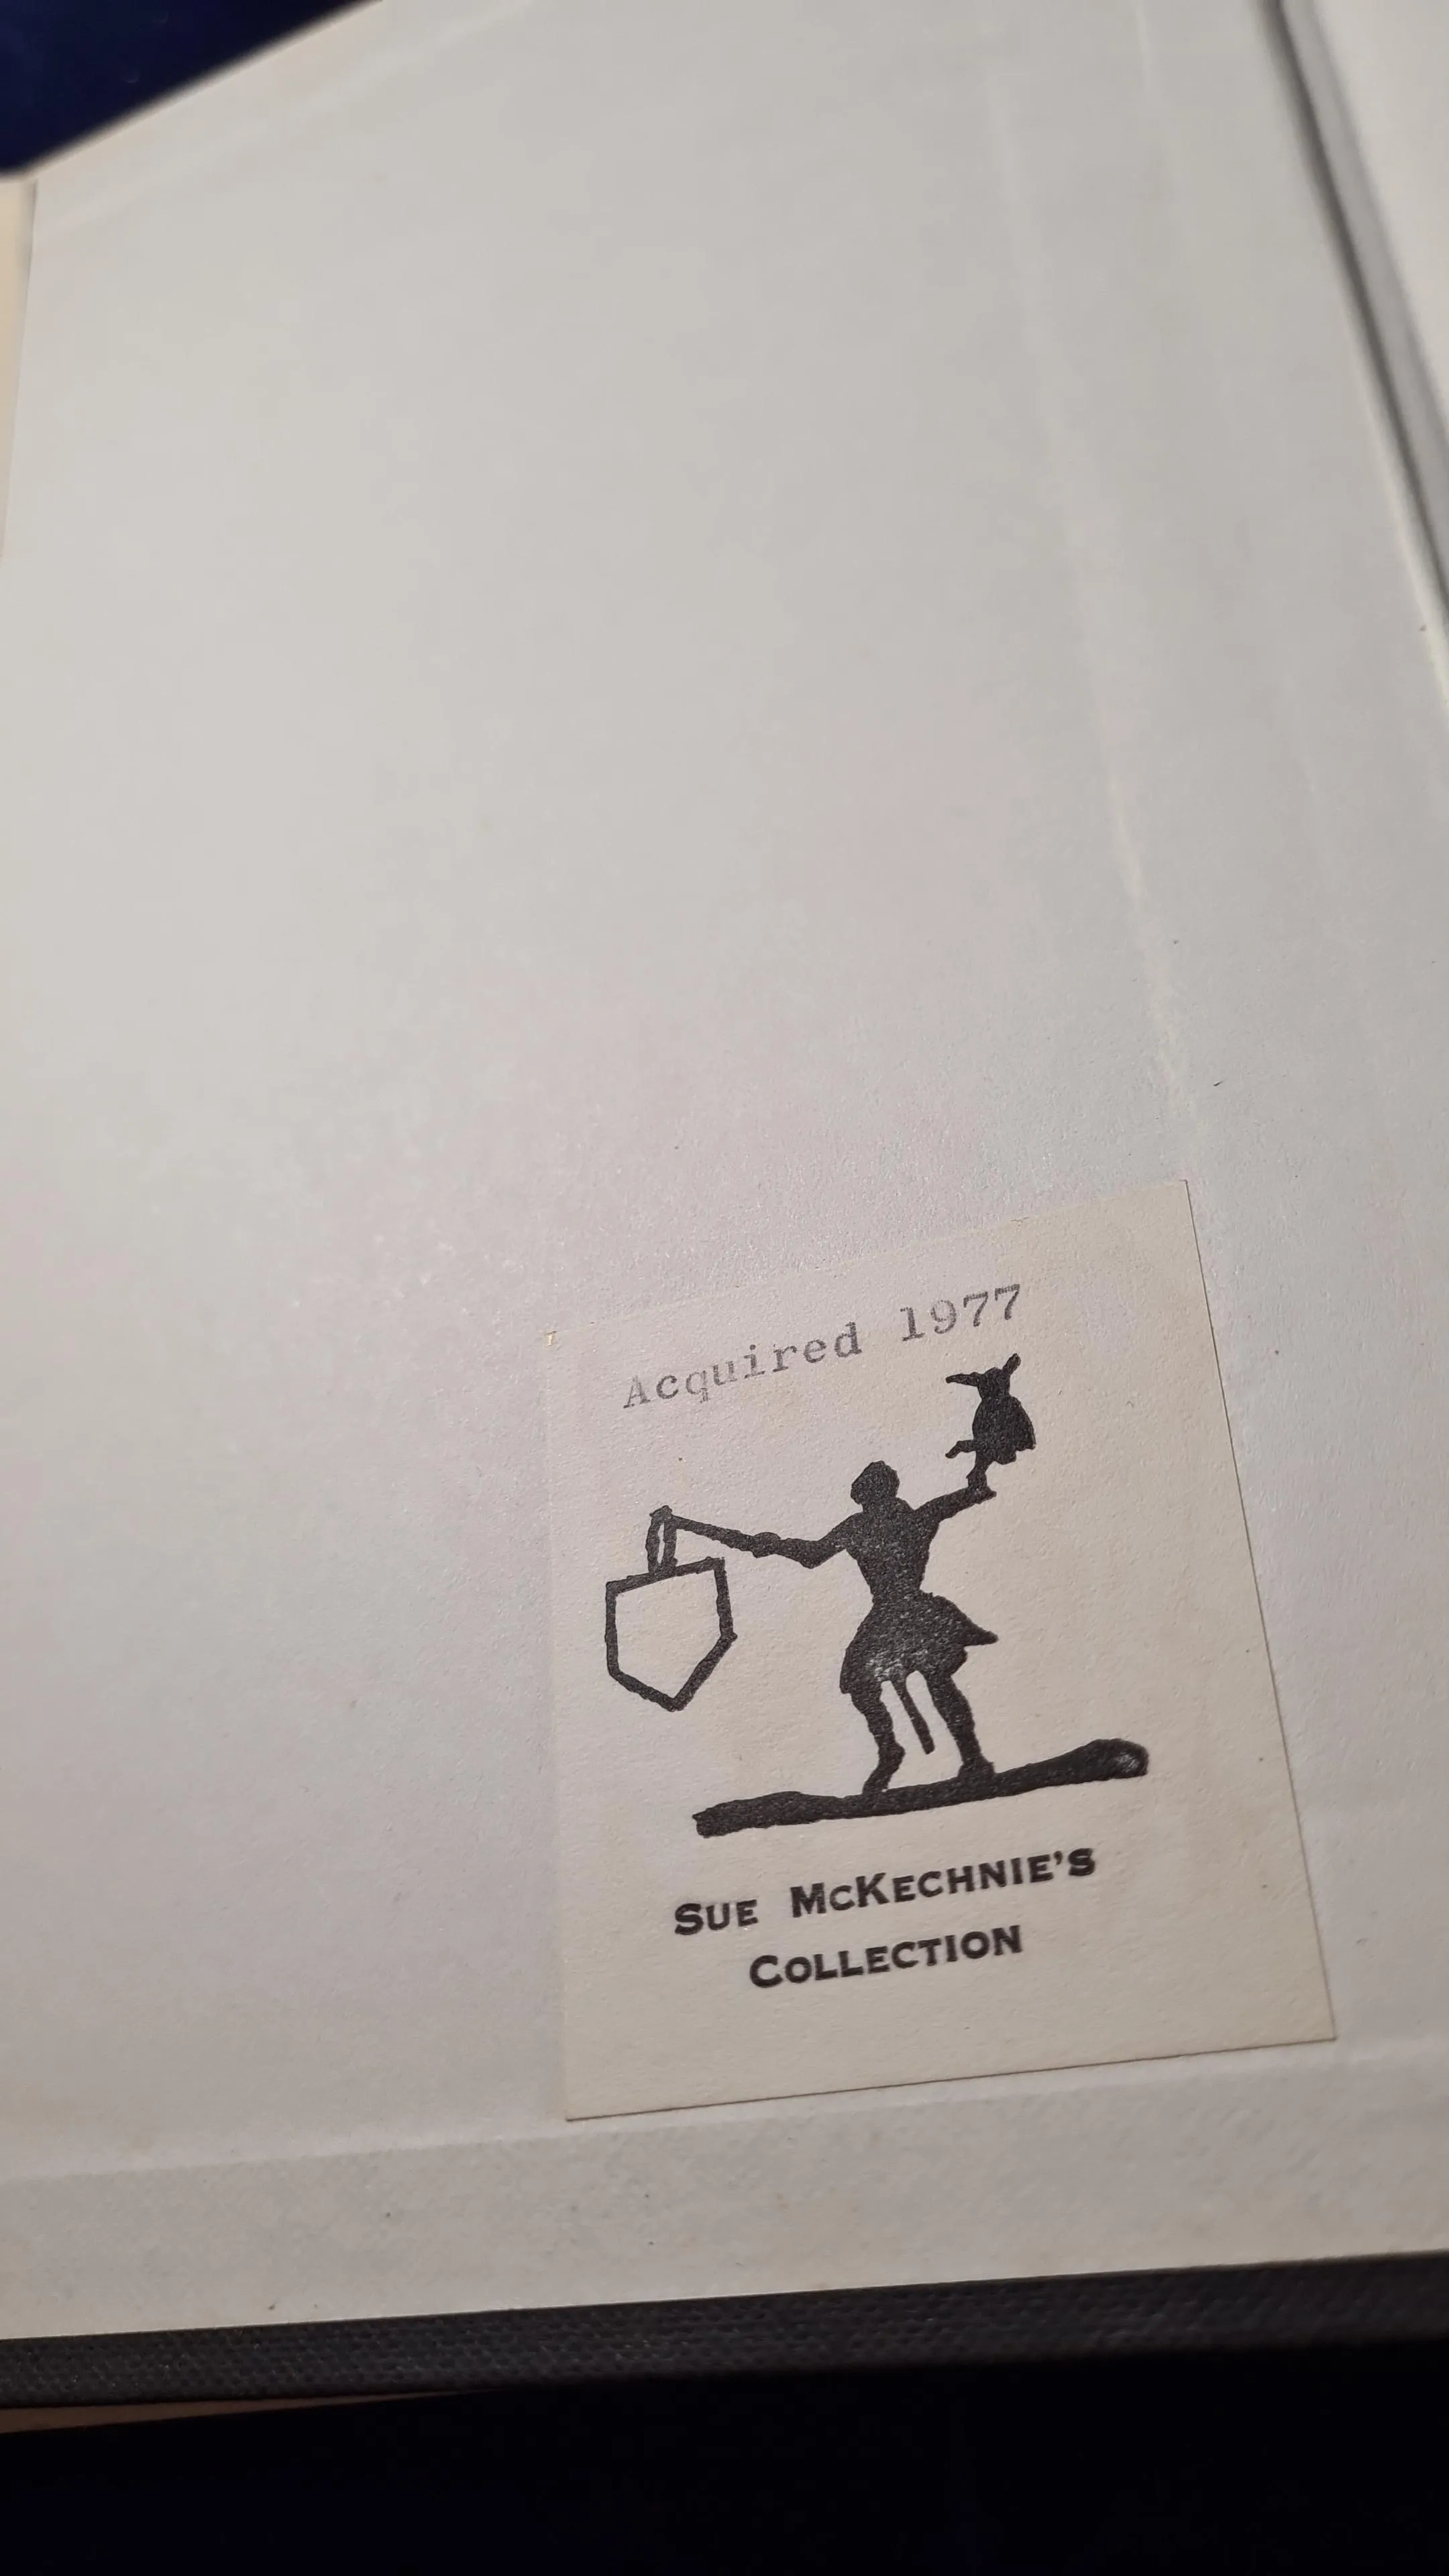 Acquired 1977
SUE McKECHNIE'S
COLLECTION